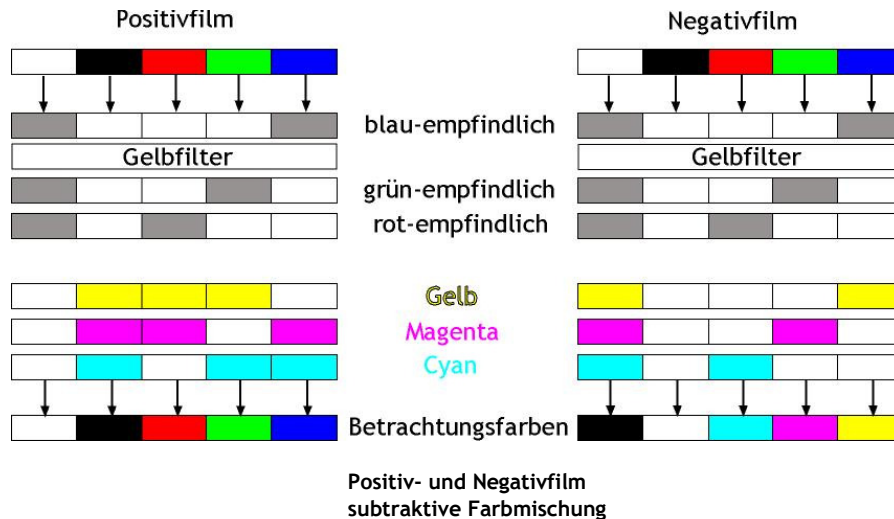 Positivfilm
Negativfilm
blau-empfindlich
Gelbfilter
Gelbfilter
grün-empfindlich
rot-empfindlich
Gelb
Magenta
Cyan
Betrachtungsfarben
Positiv- und Negativfilm
subtraktive Farbmischung